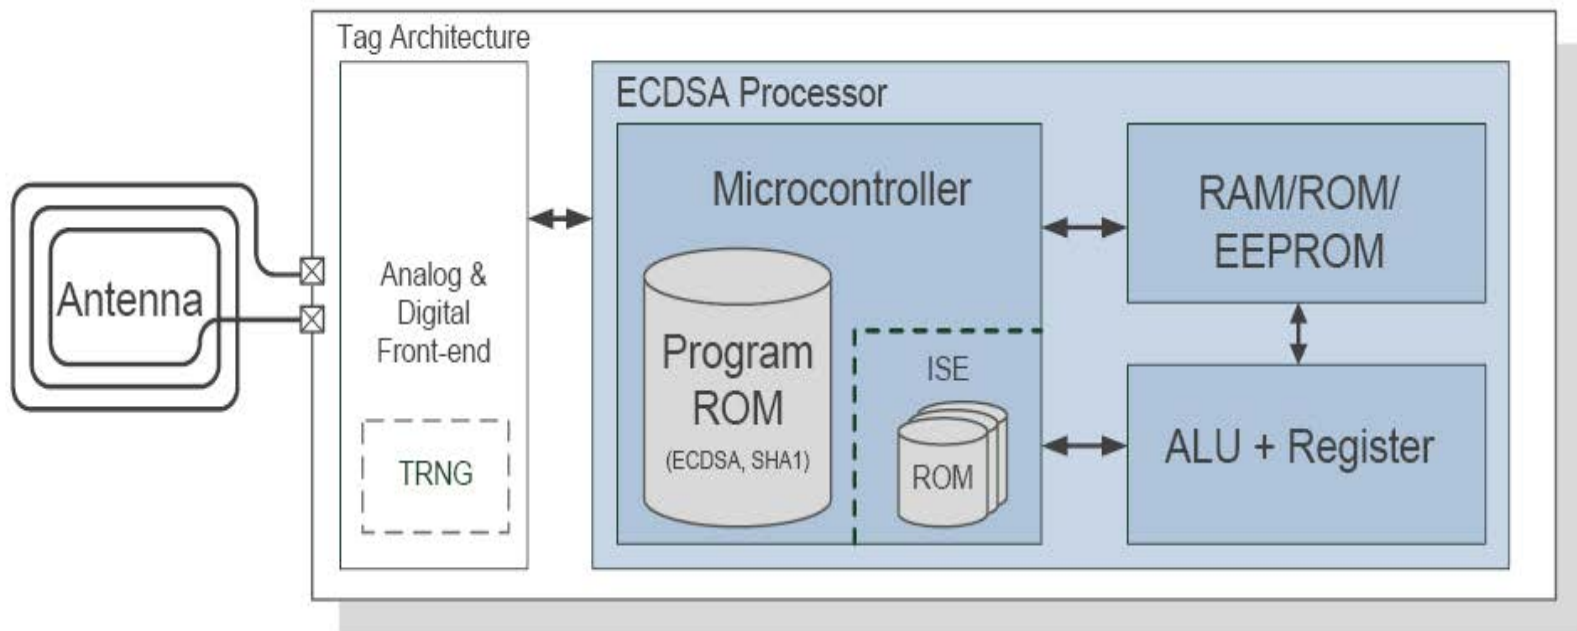 Tag Architecture
Antenna
Analog &
Digital
Front-end
TRNG
ECDSA Processor
Microcontroller
Program
ROM
(ECDSA, SHA1)
ISE
ROM
RAM/ROM/
EEPROM
ALU + Register